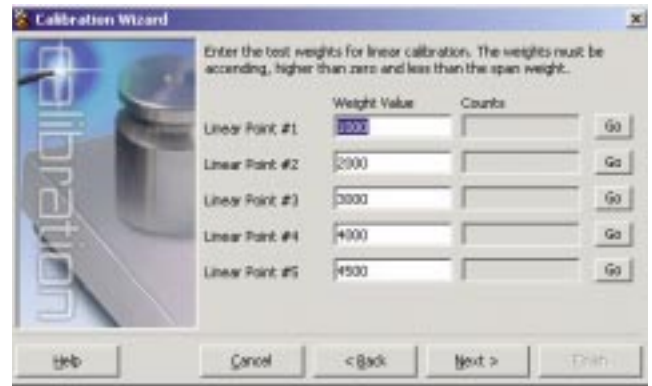 Calibration Wizard
Enter the test weights for linear calibration. The weights must be
accending, higher than zero and less than the span weight.
Weight Value Counts
Linear Point #1 1000 Go
Linear Point #2 2000 Go
Linear Point #3 3000 Go
Linear Point #4 4000 Go
Linear Point #5 4500 Go
calibration
Help Cancel < Back Next > Finish